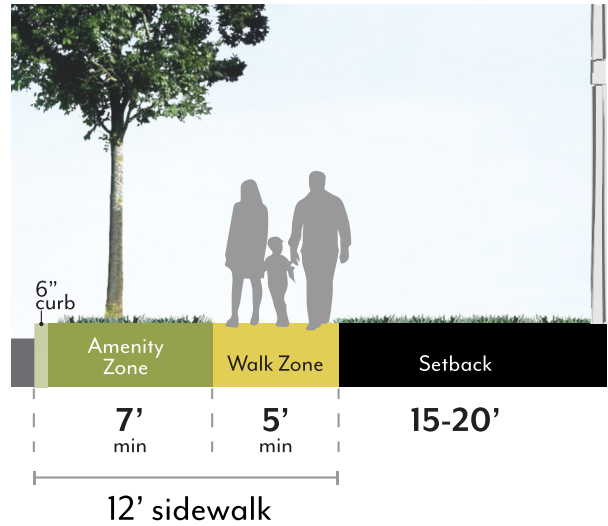 6”
curb
Amenity
Zone
Walk Zone
Setback
7’
min
5’
min
15-20’
12’ sidewalk